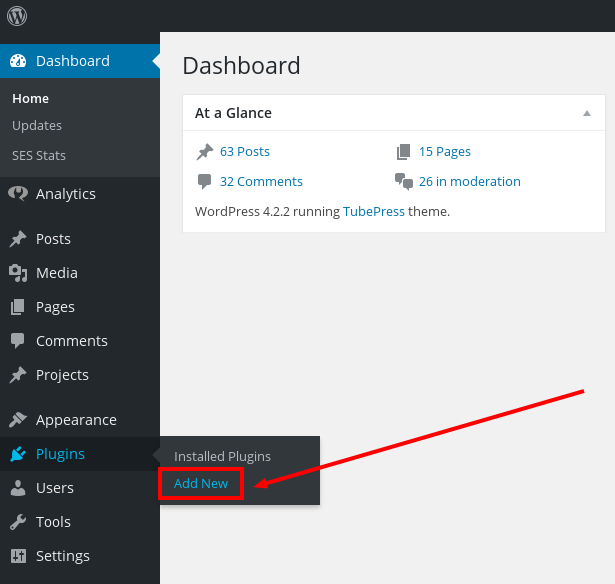 Dashboard
Home
Updates
SES Stats
Analytics
Posts
Media
Pages
Comments
Projects
Appearance
Plugins
Installed Plugins
Add New
Users
Tools
Settings
Dashboard
At a Glance
63 Posts
15 Pages
32 Comments
26 in moderation
WordPress 4.2.2 running TubePress theme.